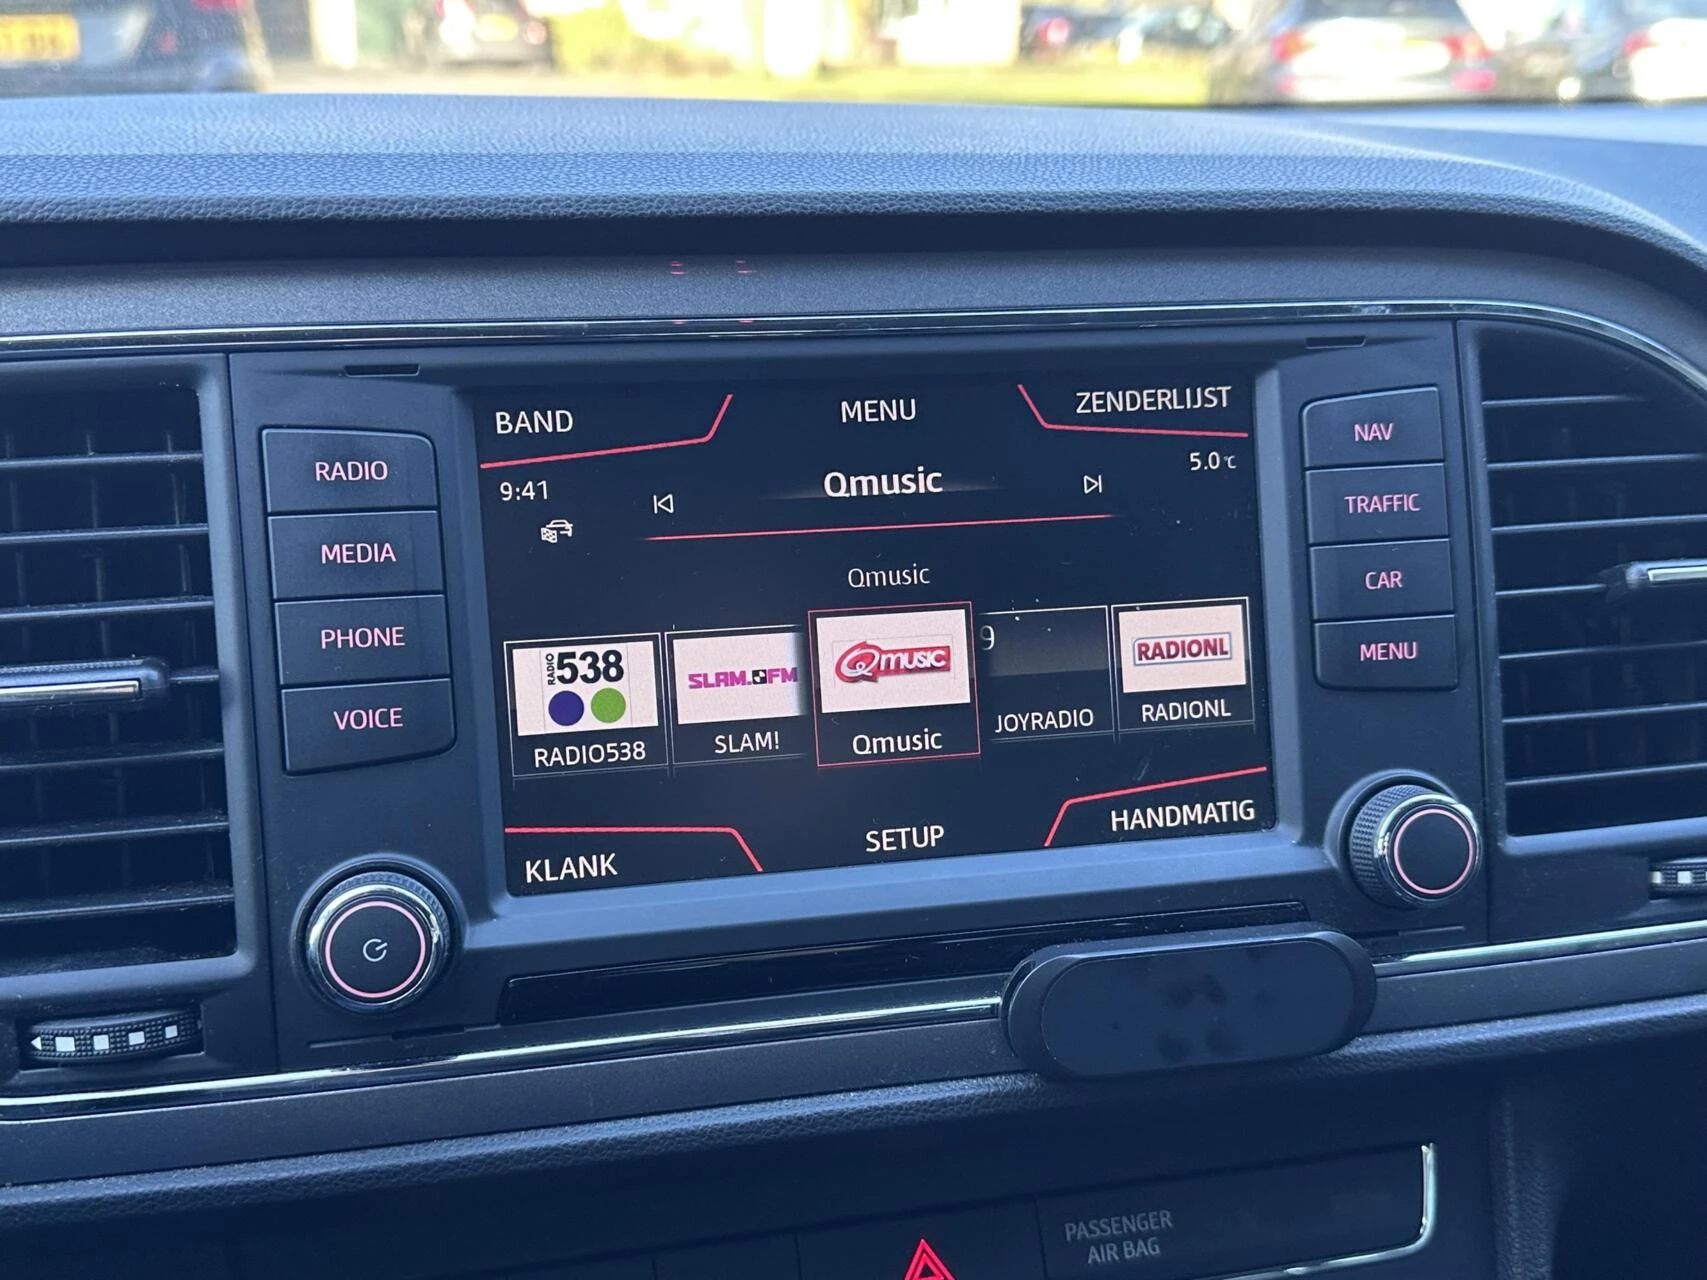 BAND
MENU
ZENDERLIJST
9:41
Qmusic
5.0°C
Qmusic
RADIO 538
SLAM.FM
Qmusic
9
RADIONL
RADIO538
SLAM!
Qmusic
JOYRADIO
RADIONL
KLANK
SETUP
HANDMATIG
RADIO
MEDIA
PHONE
VOICE
NAV
TRAFFIC
CAR
MENU
PASSENGER
AIR BAG